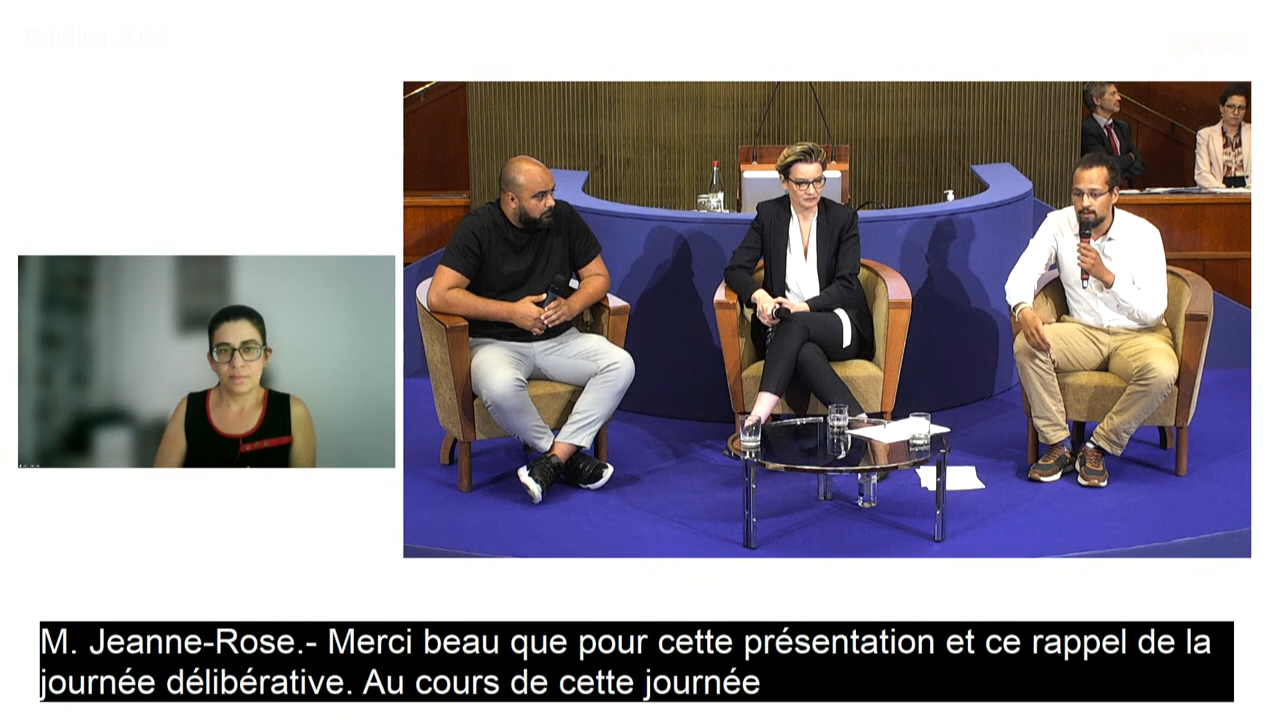 M. Jeanne-Rose.- Merci beau que pour cette présentation et ce rappel de la
journée délibérative. Au cours de cette journée